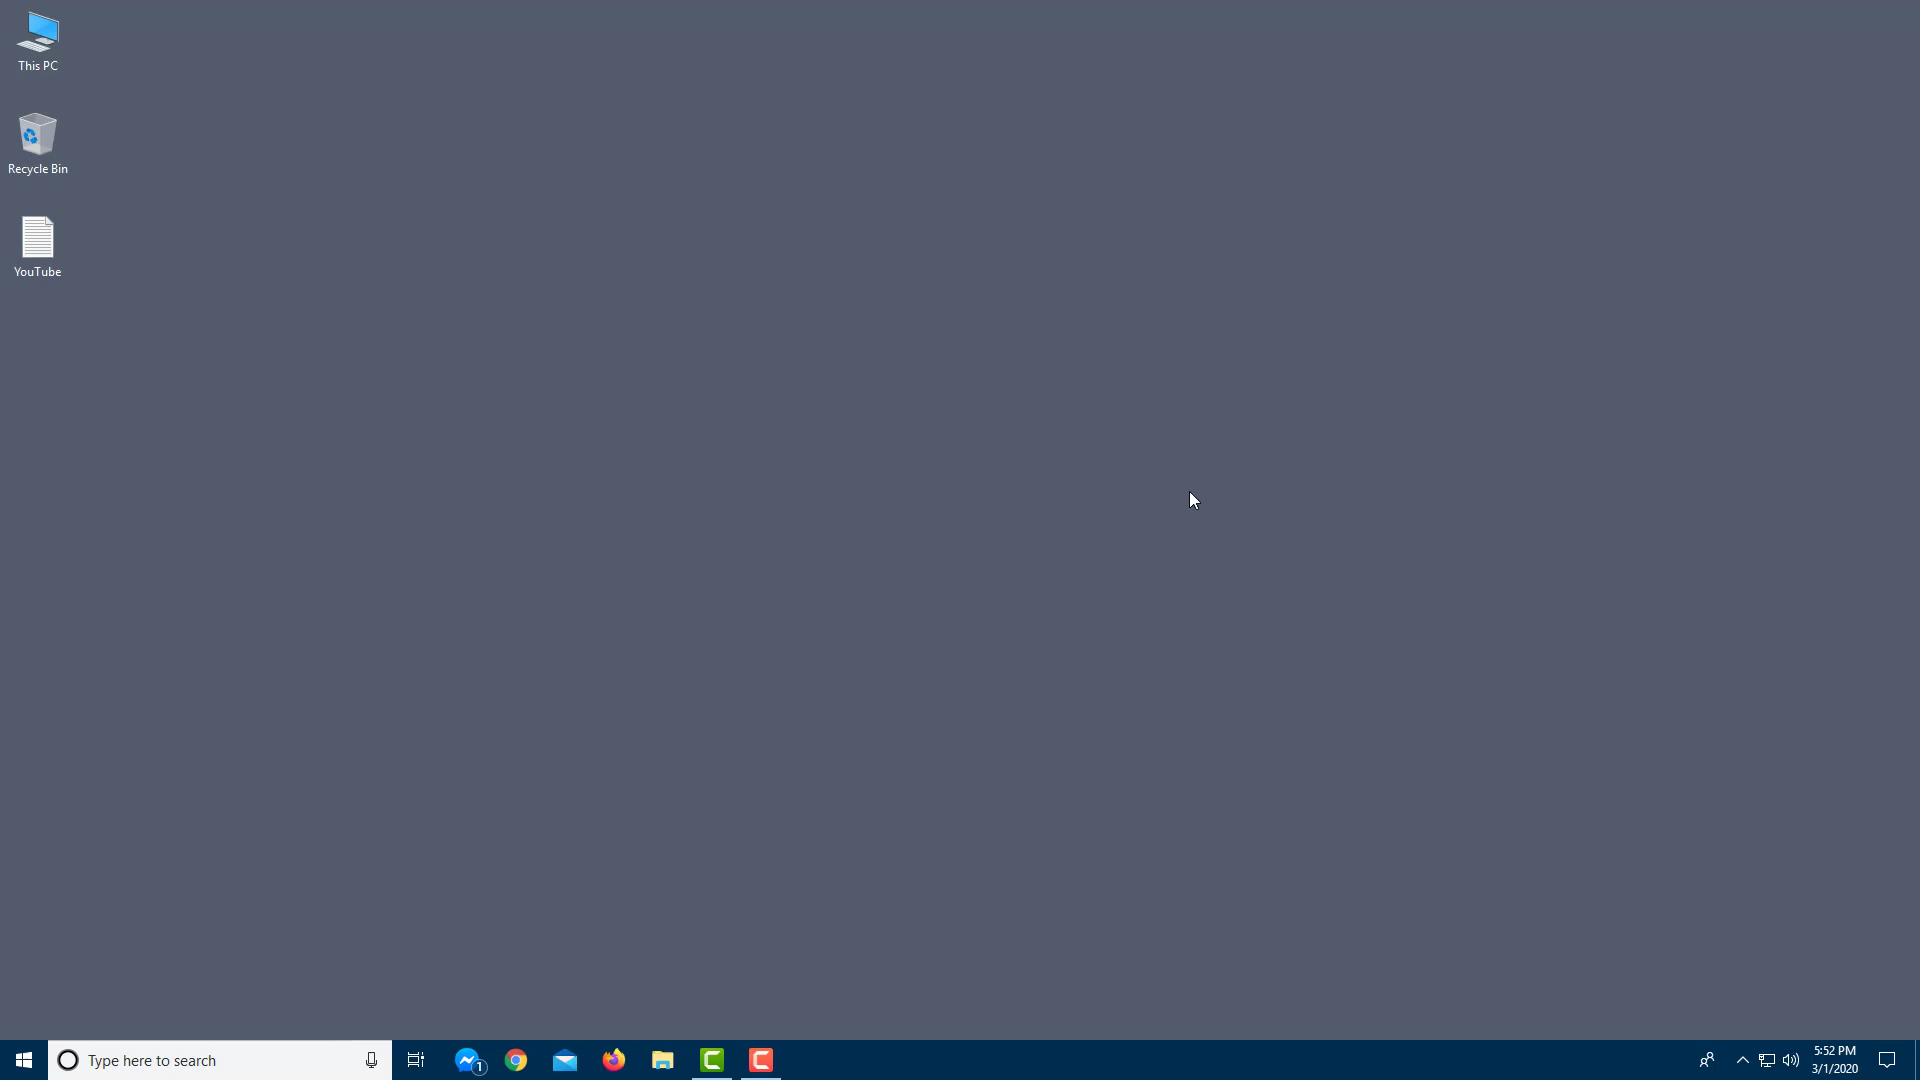 This PC
Recycle Bin
YouTube
Type here to search
1
5:52 PM
3/1/2020